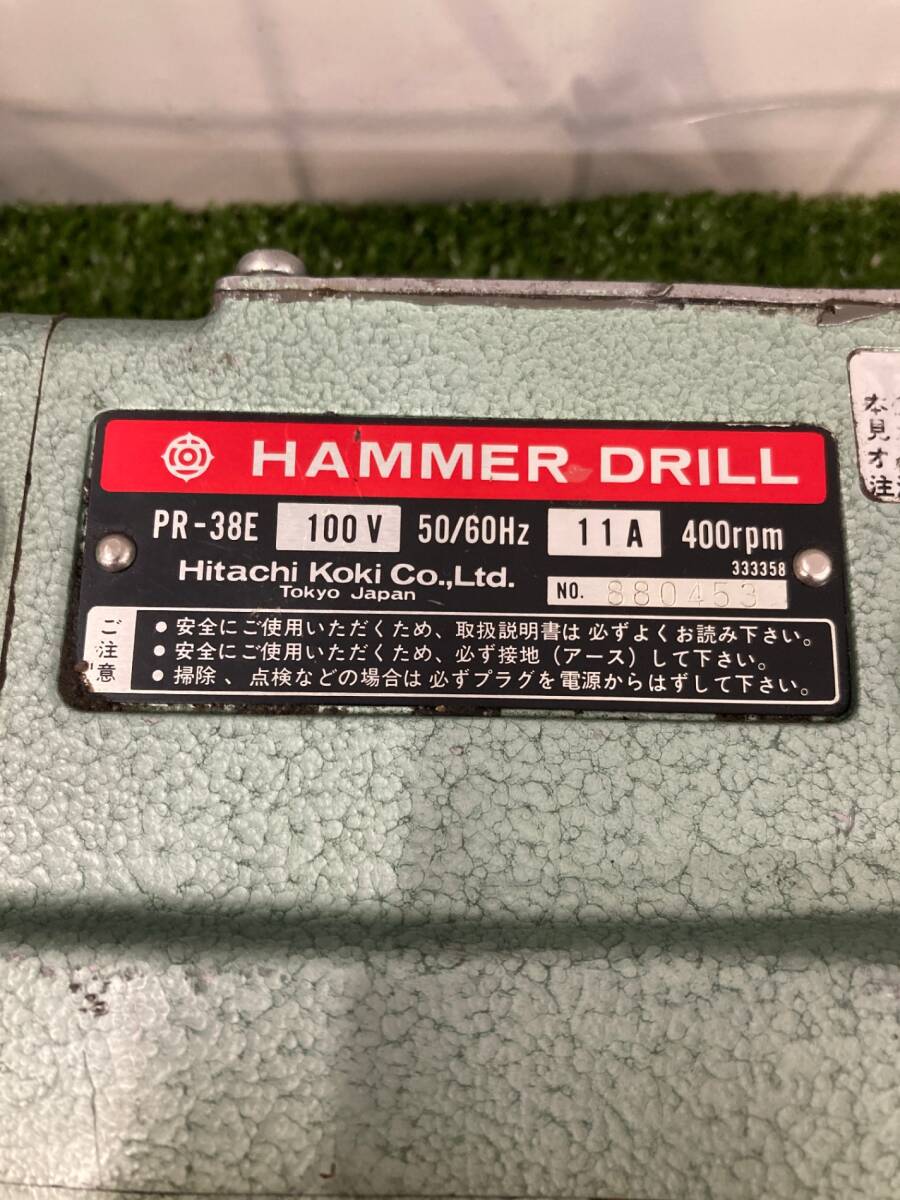 HAMMER DRILL
PR-38E 100V 50/60Hz 11A 400rpm
Hitachi Koki Co.,Ltd. 333358
Tokyo Japan NO. 880453
ご注意
• 安全にご使用いただくため、取扱説明書は必ずよくお読み下さい。
• 安全にご使用いただくため、必ず接地（アース）して下さい。
• 掃除、点検などの場合は必ずプラグを電源からはずして下さい。
本
見
オ
注